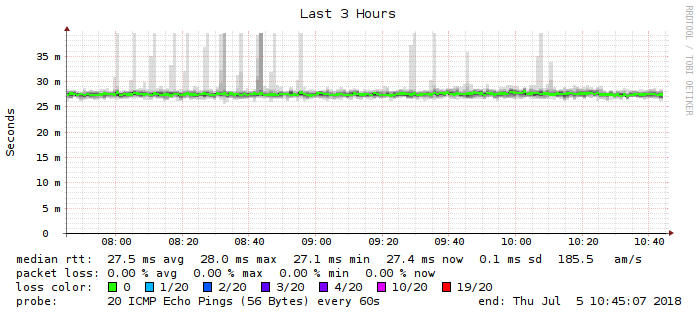 Last 3 Hours
RRDTOOL / TOBI OETIKER
Seconds
35 m
30 m
25 m
20 m
15 m
10 m
5 m
0
08:00 08:20 08:40 09:00 09:20 09:40 10:00 10:20 10:40
median rtt: 27.5 ms avg 28.0 ms max 27.1 ms min 27.4 ms now 0.1 ms sd 185.5 am/s
packet loss: 0.00 % avg 0.00 % max 0.00 % min 0.00 % now
loss color: 0 1/20 2/20 3/20 4/20 10/20 19/20
probe: 20 ICMP Echo Pings (56 Bytes) every 60s end: Thu Jul 5 10:45:07 2018